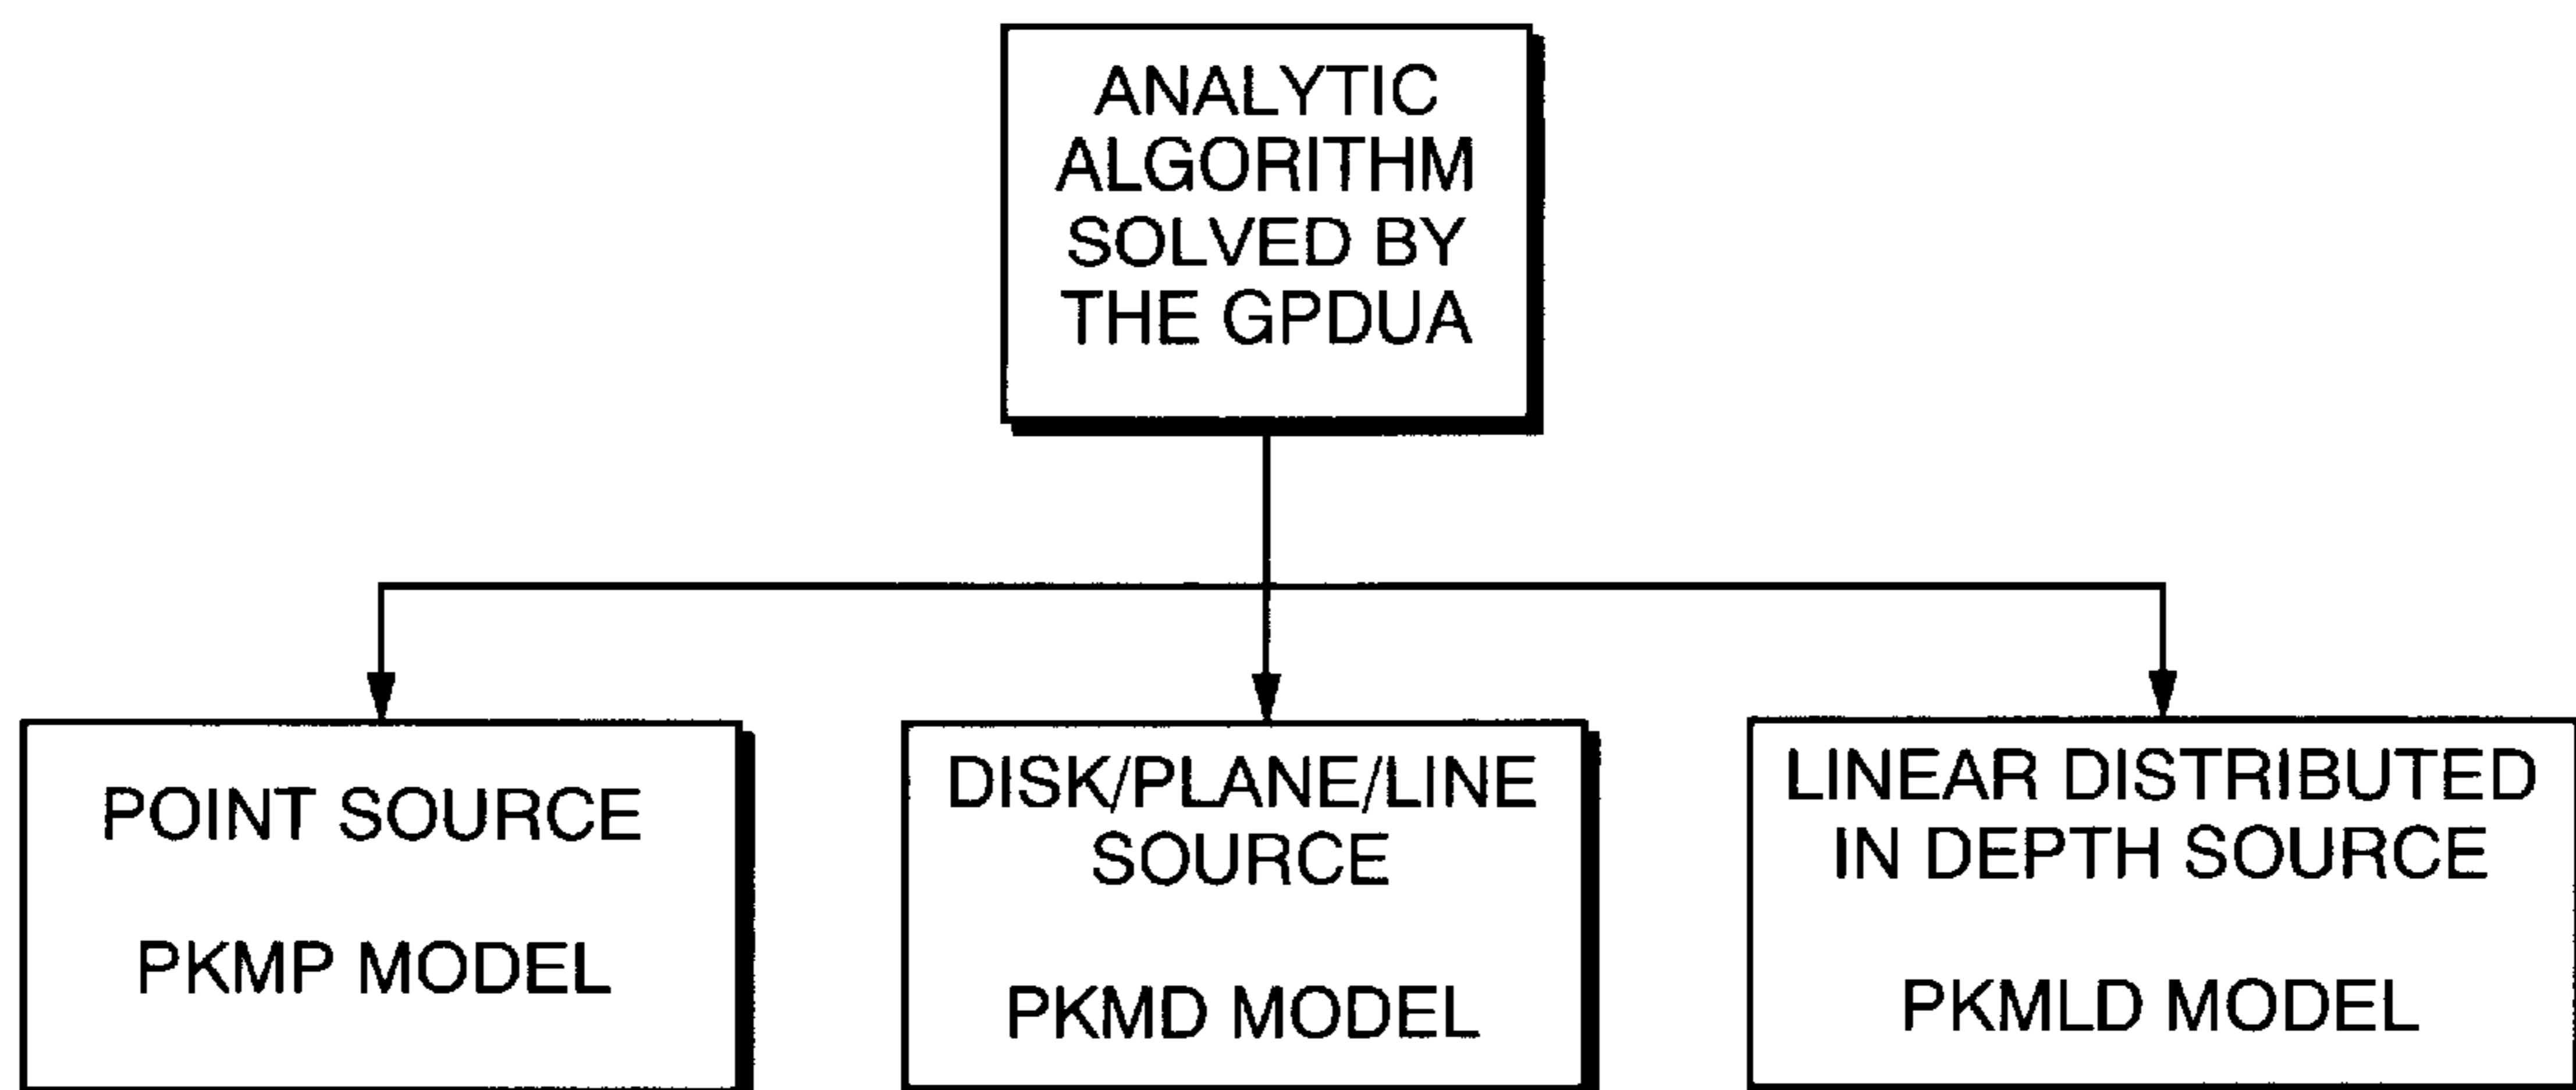 ANALYTIC
ALGORITHM
SOLVED BY
THE GPDUA
POINT SOURCE
PKMP MODEL
DISK/PLANE/LINE
SOURCE
PKMD MODEL
LINEAR DISTRIBUTED
IN DEPTH SOURCE
PKMLD MODEL